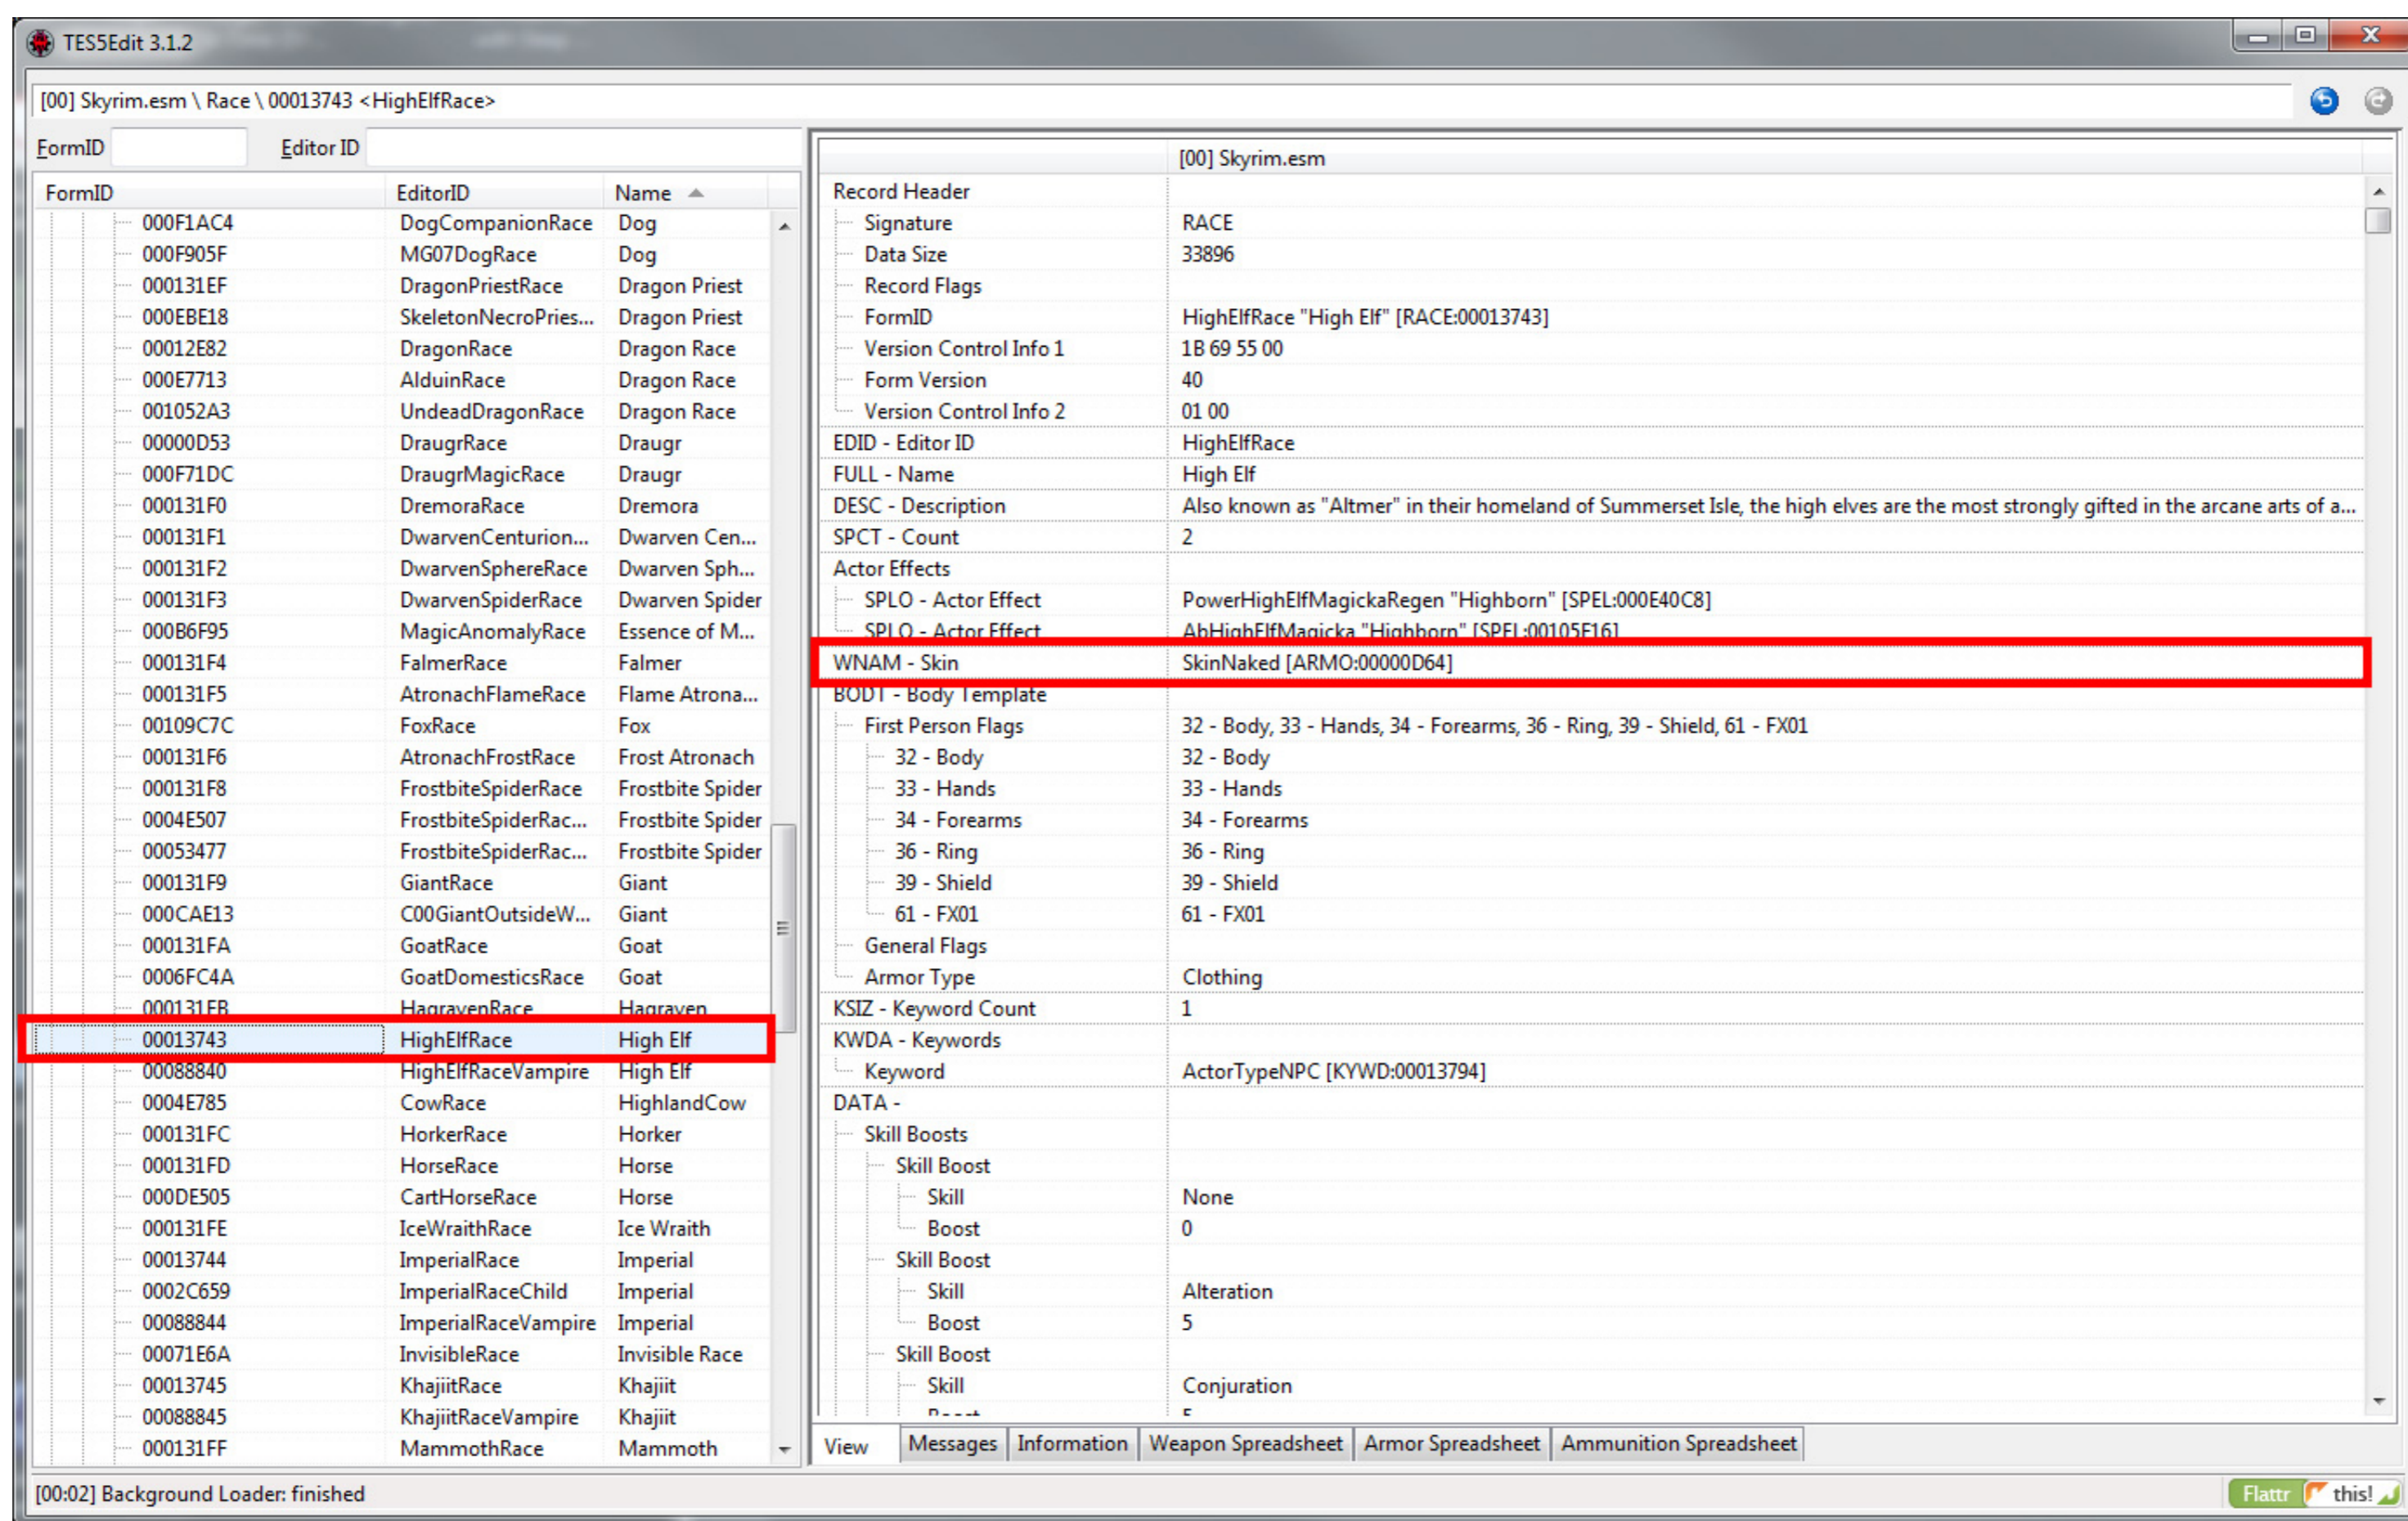 TES5Edit 3.1.2
[00] Skyrim.esm \ Race \ 00013743 <HighElfRace>
FormID Editor ID
FormID EditorID Name
000F1AC4 DogCompanionRace Dog
000F905F MG07DogRace Dog
000131EF DragonPriestRace Dragon Priest
000EBE18 SkeletonNecroPries... Dragon Priest
00012E82 DragonRace Dragon Race
000E7713 AlduinRace Dragon Race
001052A3 UndeadDragonRace Dragon Race
00000D53 DraugrRace Draugr
000F71DC DraugrMagicRace Draugr
000131F0 DremoraRace Dremora
000131F1 DwarvenCenturion... Dwarven Cen...
000131F2 DwarvenSphereRace Dwarven Sph...
000131F3 DwarvenSpiderRace Dwarven Spider
000B6F95 MagicAnomalyRace Essence of M...
000131F4 FalmerRace Falmer
000131F5 AtronachFlameRace Flame Atrona...
00109C7C FoxRace Fox
000131F6 AtronachFrostRace Frost Atronach
000131F8 FrostbiteSpiderRace Frostbite Spider
0004E507 FrostbiteSpiderRac... Frostbite Spider
00053477 FrostbiteSpiderRac... Frostbite Spider
000131F9 GiantRace Giant
000CAE13 C00GiantOutsideW... Giant
000131FA GoatRace Goat
0006FC4A GoatDomesticsRace Goat
000131FB HagravenRace Hagraven
00013743 HighElfRace High Elf
00088840 HighElfRaceVampire High Elf
0004E785 CowRace HighlandCow
000131FC HorkerRace Horker
000131FD HorseRace Horse
000DE505 CartHorseRace Horse
000131FE IceWraithRace Ice Wraith
00013744 ImperialRace Imperial
0002C659 ImperialRaceChild Imperial
00088844 ImperialRaceVampire Imperial
00071E6A InvisibleRace Invisible Race
00013745 KhajiitRace Khajiit
00088845 KhajiitRaceVampire Khajiit
000131FF MammothRace Mammoth
[00] Skyrim.esm
Record Header
Signature RACE
Data Size 33896
Record Flags
FormID HighElfRace "High Elf" [RACE:00013743]
Version Control Info 1 1B 69 55 00
Form Version 40
Version Control Info 2 01 00
EDID - Editor ID HighElfRace
FULL - Name High Elf
DESC - Description Also known as "Altmer" in their homeland of Summerset Isle, the high elves are the most strongly gifted in the arcane arts of a...
SPCT - Count 2
Actor Effects
SPLO - Actor Effect PowerHighElfMagickaRegen "Highborn" [SPEL:000E40C8]
SPLO - Actor Effect AbHighElfMagicka "Highborn" [SPEL:00105F16]
WNAM - Skin SkinNaked [ARMO:00000D64]
BODT - Body Template
First Person Flags 32 - Body, 33 - Hands, 34 - Forearms, 36 - Ring, 39 - Shield, 61 - FX01
32 - Body 32 - Body
33 - Hands 33 - Hands
34 - Forearms 34 - Forearms
36 - Ring 36 - Ring
39 - Shield 39 - Shield
61 - FX01 61 - FX01
General Flags
Armor Type Clothing
KSIZ - Keyword Count 1
KWDA - Keywords
Keyword ActorTypeNPC [KYWD:00013794]
DATA -
Skill Boosts
Skill Boost
Skill None
Boost 0
Skill Boost
Skill Alteration
Boost 5
Skill Boost
Skill Conjuration
Boost 5
View Messages Information Weapon Spreadsheet Armor Spreadsheet Ammunition Spreadsheet
[00:02] Background Loader: finished
Flattr this!